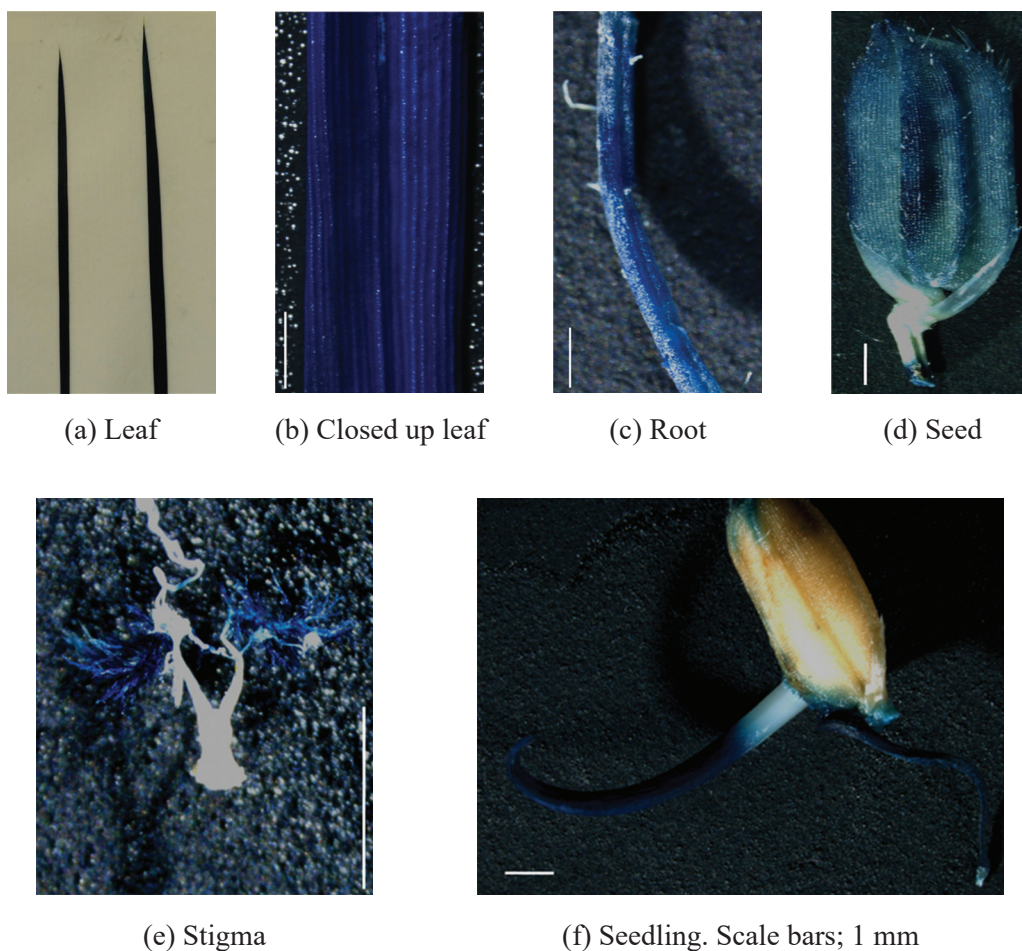 (a) Leaf
(b) Closed up leaf
(c) Root
(d) Seed
(e) Stigma
(f) Seedling. Scale bars; 1 mm